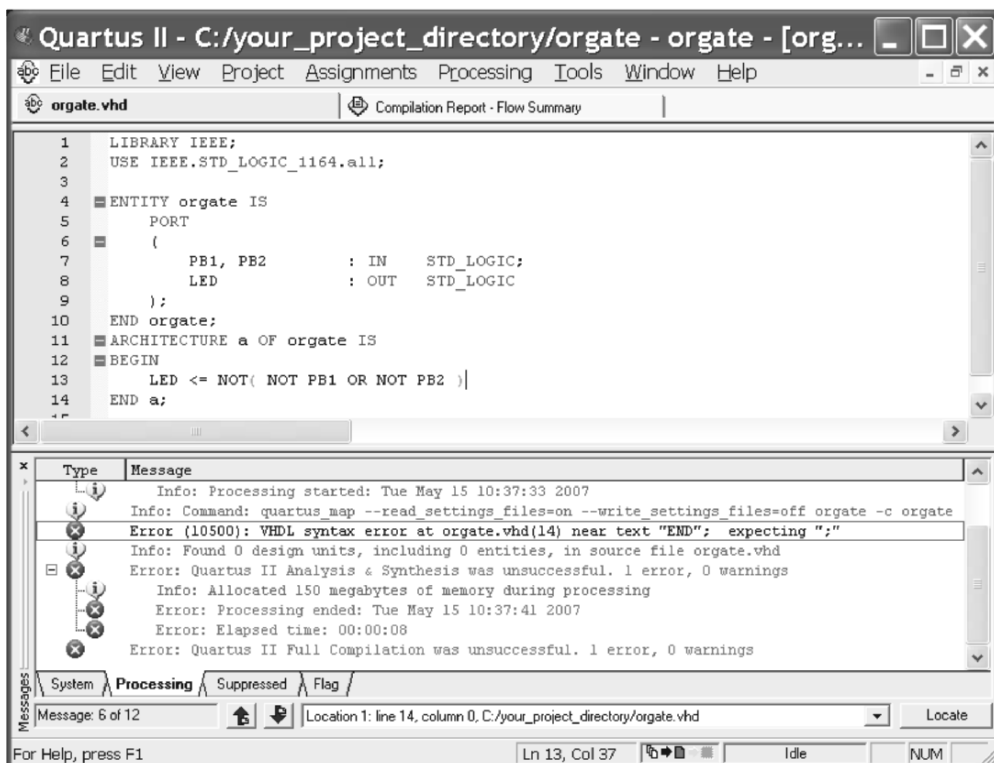 Quartus II - C:/your_project_directory/orgate - orgate - [org...
File Edit View Project Assignments Processing Tools Window Help
abc orgate.vhd Compilation Report - Flow Summary
1 LIBRARY IEEE;
2 USE IEEE.STD_LOGIC_1164.all;
3
4 ENTITY orgate IS
5 PORT
6 (
7 PB1, PB2 : IN STD_LOGIC;
8 LED : OUT STD_LOGIC
9 );
10 END orgate;
11 ARCHITECTURE a OF orgate IS
12 BEGIN
13 LED <= NOT( NOT PB1 OR NOT PB2 )
14 END a;
15
Type Message
Info: Processing started: Tue May 15 10:37:33 2007
Info: Command: quartus_map --read_settings_files=on --write_settings_files=off orgate -c orgate
Error (10500): VHDL syntax error at orgate.vhd(14) near text "END"; expecting ";"
Info: Found 0 design units, including 0 entities, in source file orgate.vhd
Error: Quartus II Analysis & Synthesis was unsuccessful. 1 error, 0 warnings
Info: Allocated 150 megabytes of memory during processing
Error: Processing ended: Tue May 15 10:37:41 2007
Error: Elapsed time: 00:00:08
Error: Quartus II Full Compilation was unsuccessful. 1 error, 0 warnings
System Processing Suppressed Flag
Messages
Message: 6 of 12 Location 1: line 14, column 0, C:/your_project_directory/orgate.vhd Locate
For Help, press F1 Ln 13, Col 37 Idle NUM